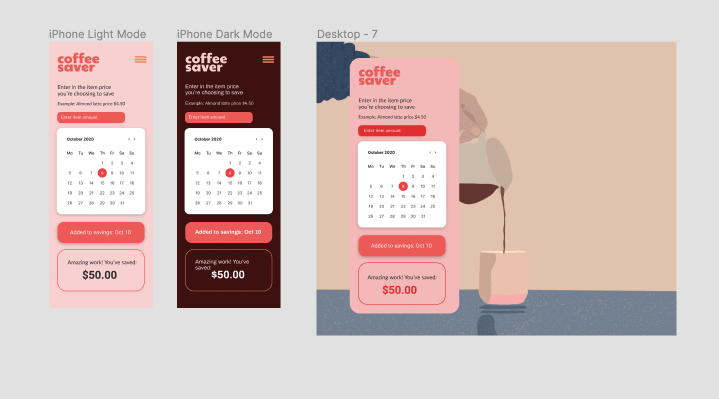 iPhone Light Mode
coffee
saver
Enter in the item price
you're choosing to save
Example: Almond latte price $4.50
Enter item amount
October 2020
‹ ›
Mo Tu We Th Fr Sa Su
1 2 3 4
5 6 7 8 9 10 11
12 13 14 15 16 17 18
19 20 21 22 23 24 25
26 27 28 29 30 31
Added to savings: Oct 10
Amazing work! You've saved:
$50.00
iPhone Dark Mode
coffee
saver
Enter in the item price
you're choosing to save
Example: Almond latte price $4.50
Enter item amount
October 2020
‹ ›
Mo Tu We Th Fr Sa Su
1 2 3 4
5 6 7 8 9 10 11
12 13 14 15 16 17 18
19 20 21 22 23 24 25
26 27 28 29 30 31
Added to savings: Oct 10
Amazing work! You've
saved:
$50.00
Desktop - 7
coffee
saver
Enter in the item price
you're choosing to save
Example: Almond latte price $4.50
Enter item amount
October 2020
‹ ›
Mo Tu We Th Fr Sa Su
1 2 3 4
5 6 7 8 9 10 11
12 13 14 15 16 17 18
19 20 21 22 23 24 25
26 27 28 29 30 31
Added to savings: Oct 10
Amazing work! You've saved:
$50.00